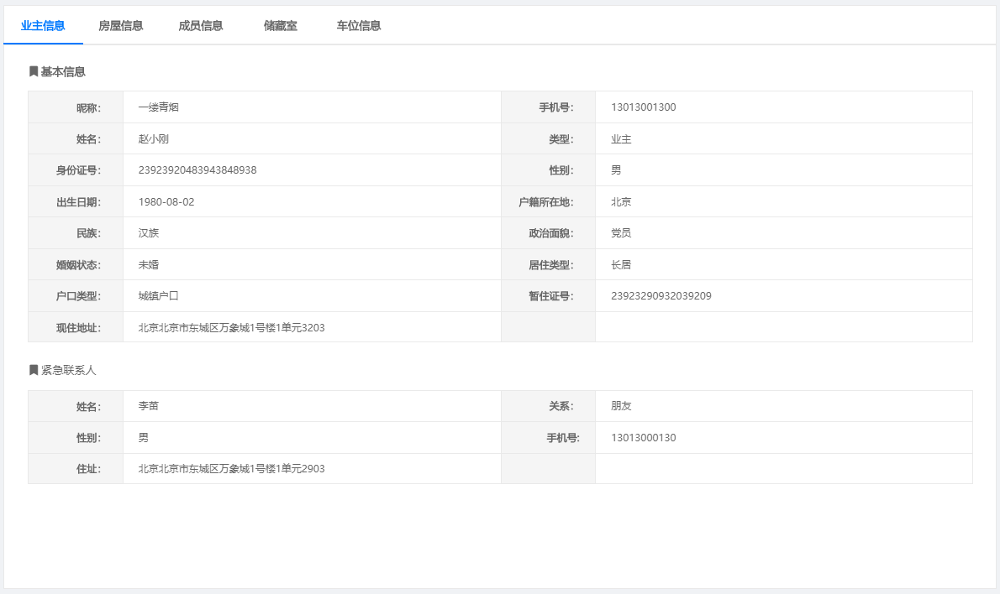 业主信息 房屋信息 成员信息 储藏室 车位信息
基本信息
昵称： 一缕青烟 手机号： 13013001300
姓名： 赵小刚 类型： 业主
身份证号： 23923920483943848938 性别： 男
出生日期： 1980-08-02 户籍所在地： 北京
民族： 汉族 政治面貌： 党员
婚姻状态： 未婚 居住类型： 长居
户口类型： 城镇户口 暂住证号： 23923290932039209
现住地址： 北京北京市东城区万象城1号楼1单元3203
紧急联系人
姓名： 李苗 关系： 朋友
性别： 男 手机号: 13013000130
住址： 北京北京市东城区万象城1号楼1单元2903